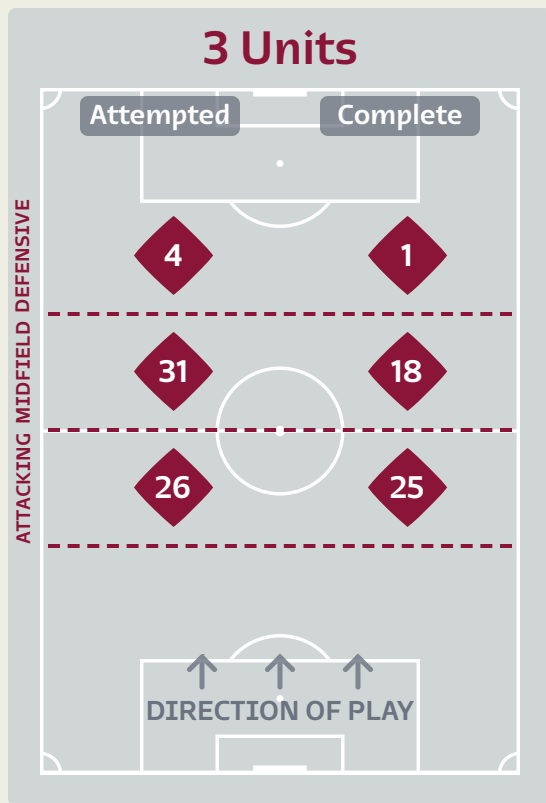 3 Units
Attempted Complete
ATTACKING MIDFIELD DEFENSIVE
4 1
31 18
26 25
DIRECTION OF PLAY